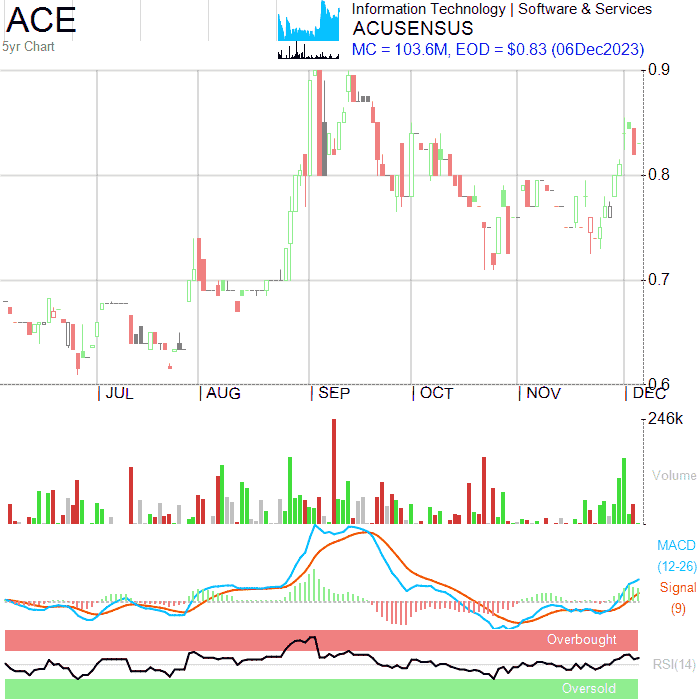 ACE
5yr Chart
Information Technology | Software & Services
ACUSENSUS
MC = 103.6M, EOD = $0.83 (06Dec2023)
0.9
0.8
0.7
0.6
JUL
AUG
SEP
OCT
NOV
DEC
246k
Volume
MACD
(12-26)
Signal
(9)
Overbought
RSI(14)
Oversold